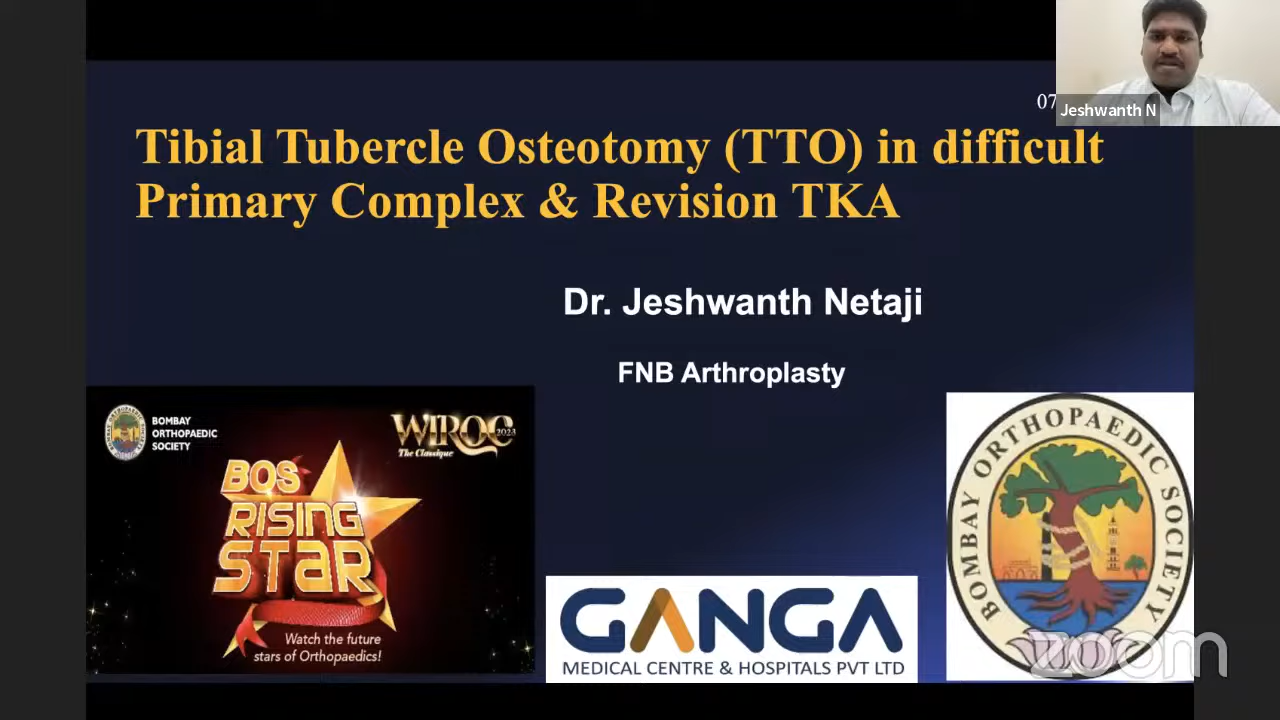 07
Jeshwanth N
Tibial Tubercle Osteotomy (TTO) in difficult
Primary Complex & Revision TKA
Dr. Jeshwanth Netaji
FNB Arthroplasty
BOMBAY
ORTHOPAEDIC
SOCIETY
WIROC 2023
The Classique
BOS
RISING
STAR
Watch the future
stars of Orthopaedics!
GANGA
MEDICAL CENTRE & HOSPITALS PVT LTD
BOMBAY ORTHOPAEDIC SOCIETY
zoom